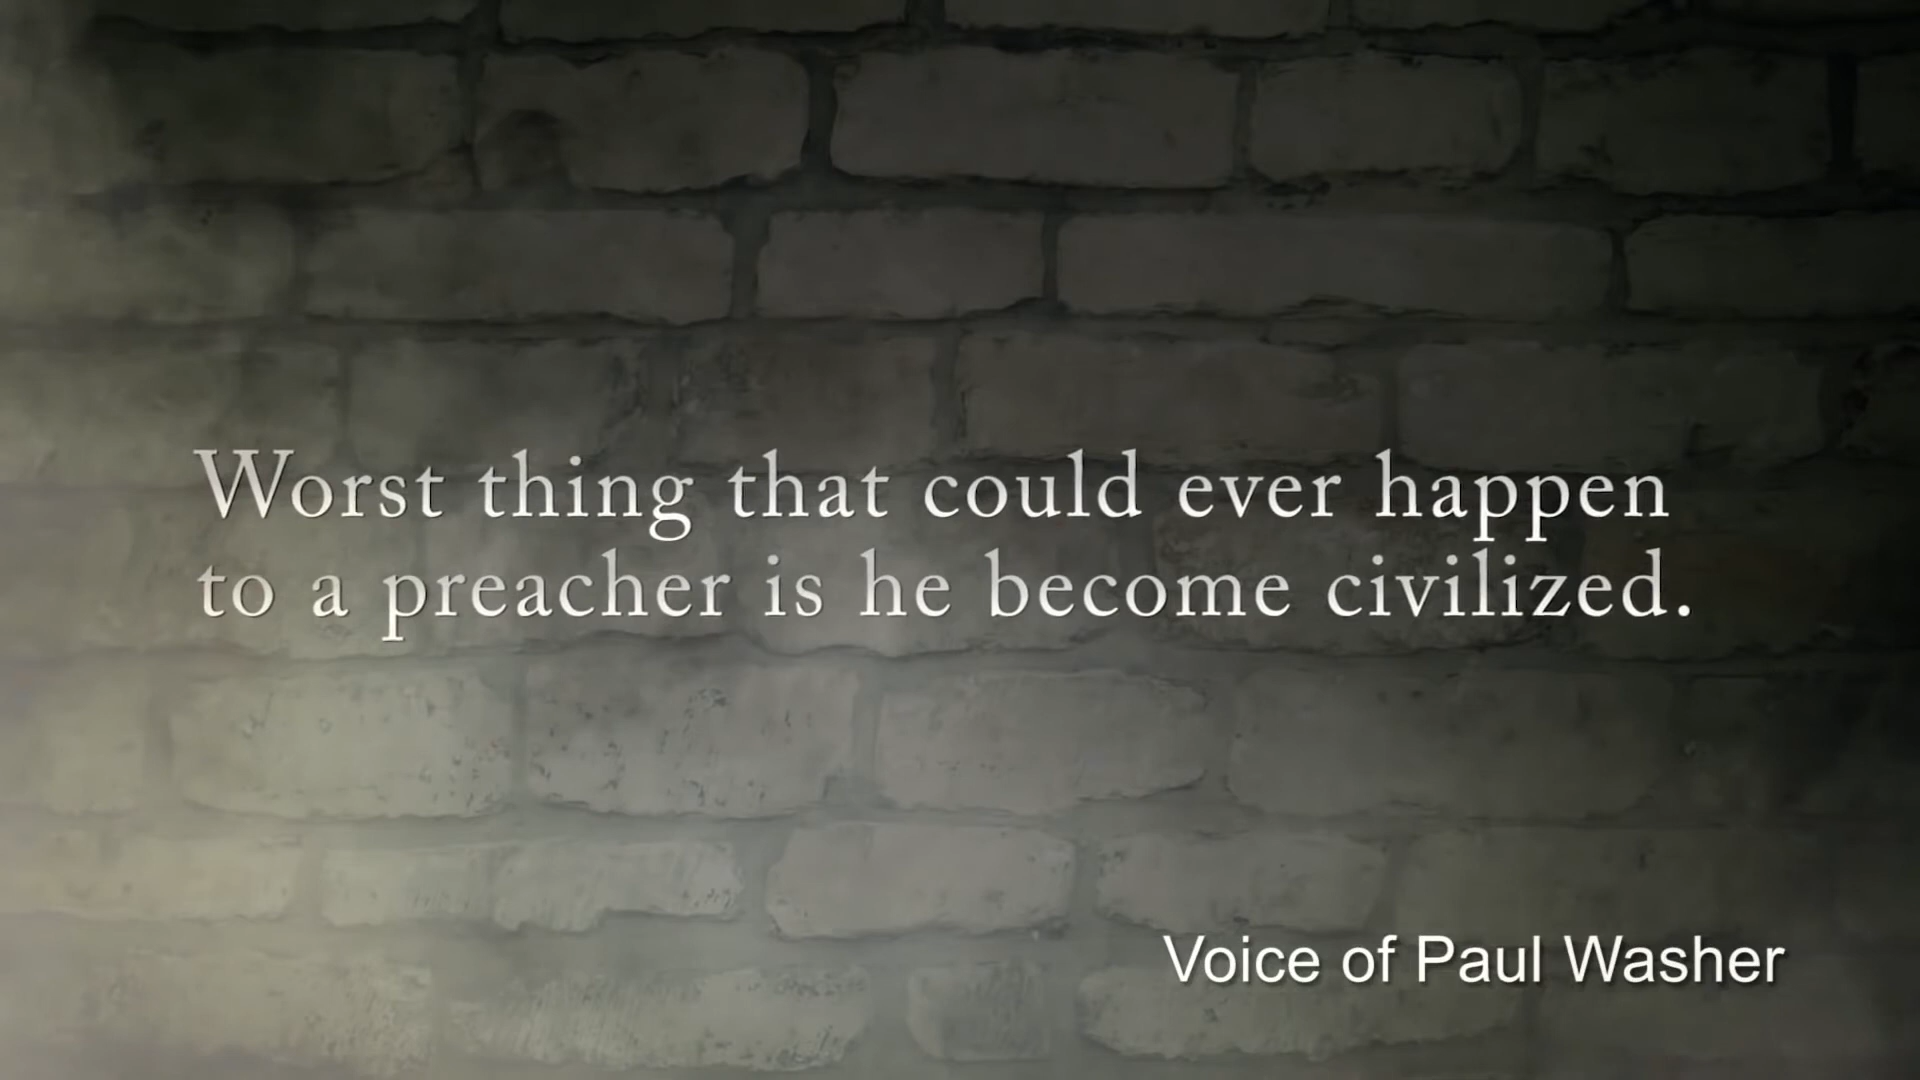 Worst thing that could ever happen
to a preacher is he become civilized.
Voice of Paul Washer